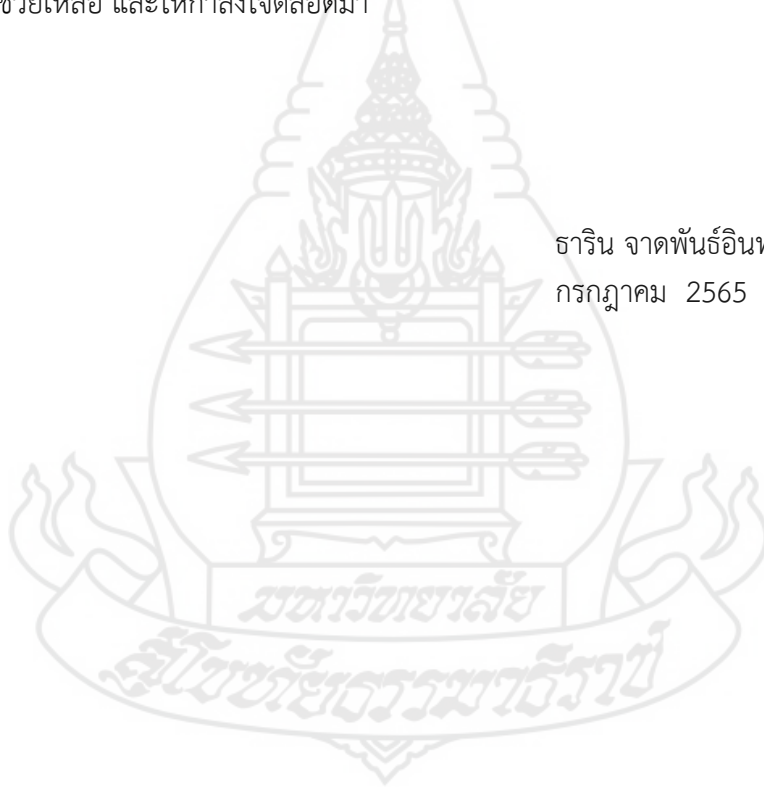 ช่วยเหลือ และให้กำลังใจตลอดมา
ธาริน จาดพันธ์อิน
กรกฎาคม 2565
มหาวิทยาลัย
สุโขทัยธรรมาธิราช